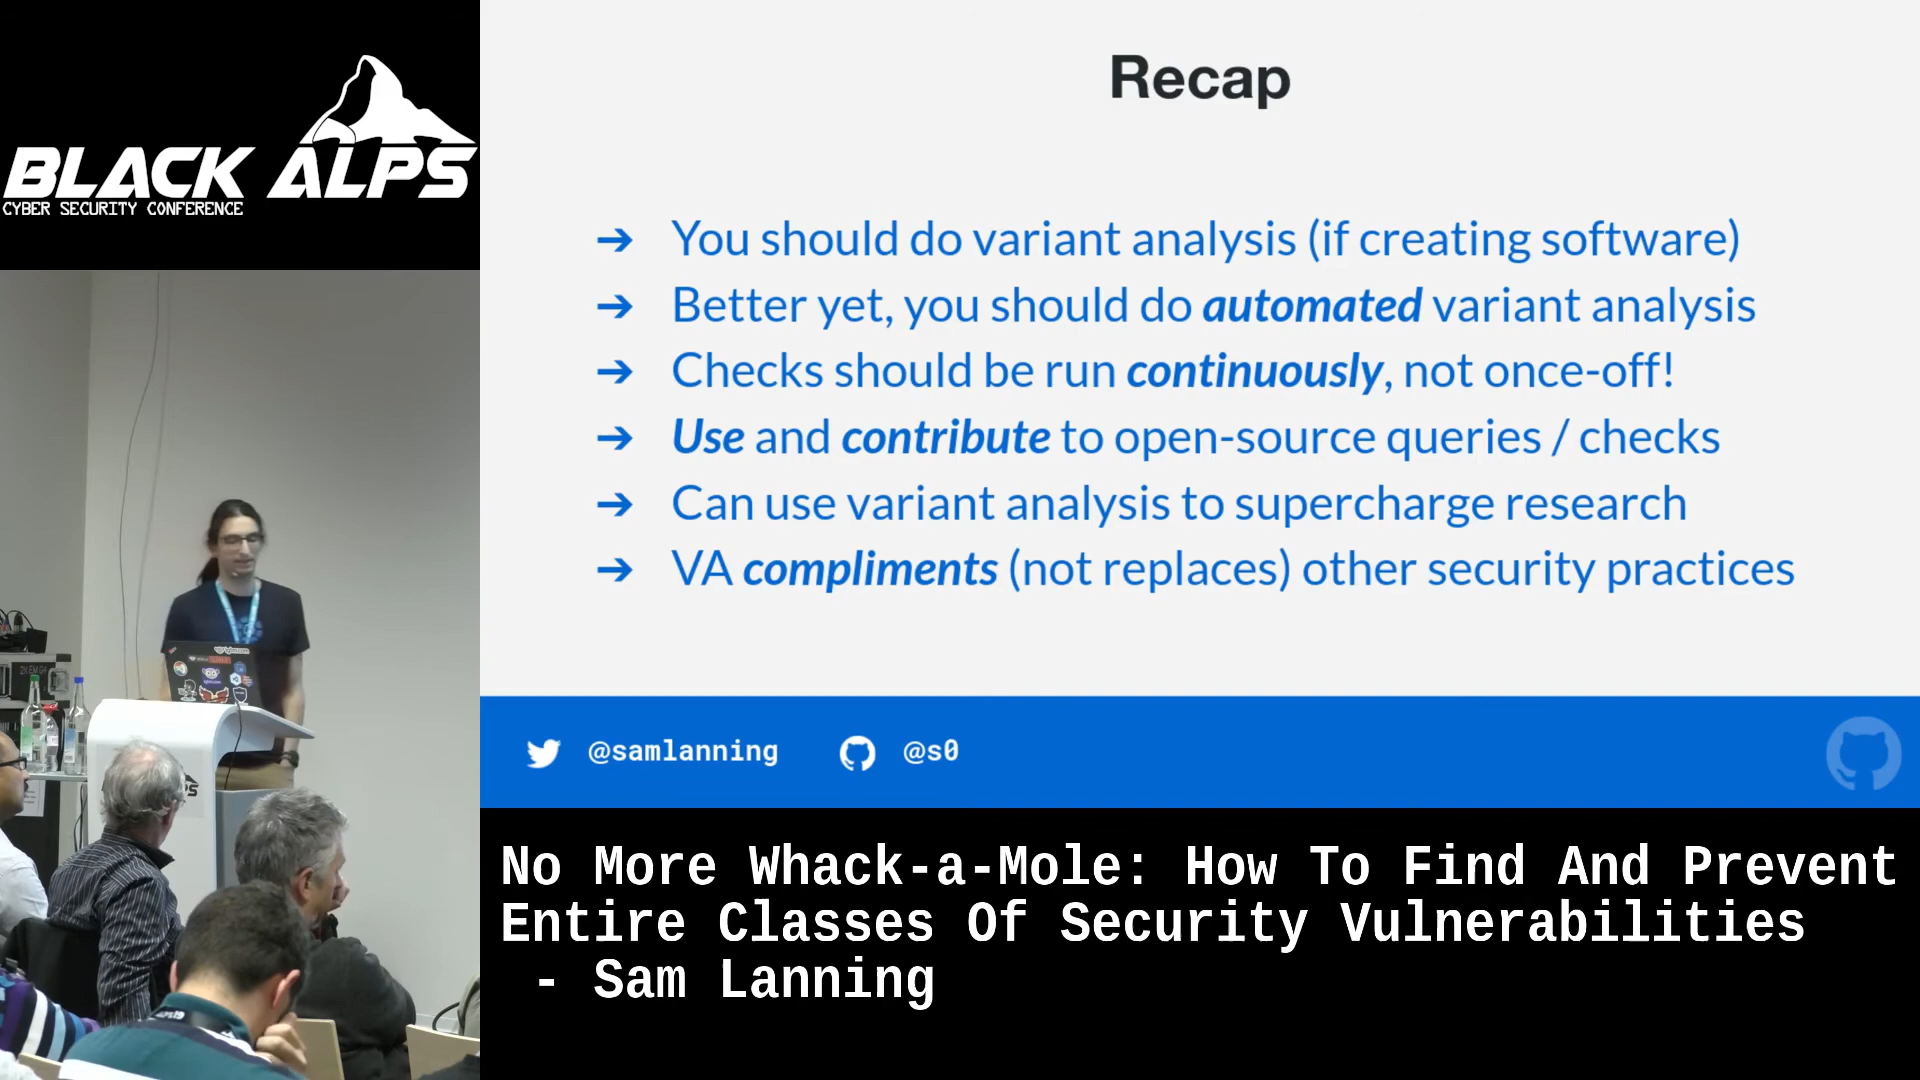 BLACK ALPS
CYBER SECURITY CONFERENCE
Recap
➔ You should do variant analysis (if creating software)
➔ Better yet, you should do automated variant analysis
➔ Checks should be run continuously, not once-off!
➔ Use and contribute to open-source queries / checks
➔ Can use variant analysis to supercharge research
➔ VA compliments (not replaces) other security practices
@samlanning @s0
No More Whack-a-Mole: How To Find And Prevent
Entire Classes Of Security Vulnerabilities
- Sam Lanning